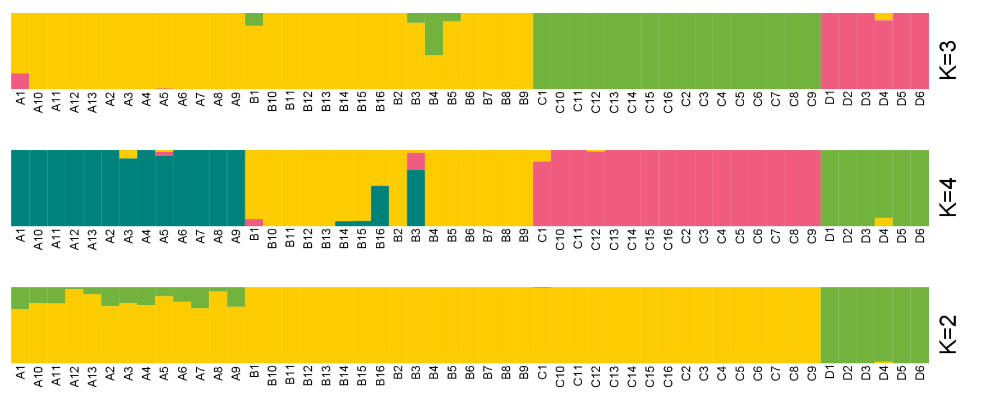 K=3
A1 A10 A11 A12 A13 A2 A3 A4 A5 A6 A7 A8 A9 B1 B10 B11 B12 B13 B14 B15 B16 B2 B3 B4 B5 B6 B7 B8 B9 C1 C10 C11 C12 C13 C14 C15 C16 C2 C3 C4 C5 C6 C7 C8 C9 D1 D2 D3 D4 D5 D6
K=4
A1 A10 A11 A12 A13 A2 A3 A4 A5 A6 A7 A8 A9 B1 B10 B11 B12 B13 B14 B15 B16 B2 B3 B4 B5 B6 B7 B8 B9 C1 C10 C11 C12 C13 C14 C15 C16 C2 C3 C4 C5 C6 C7 C8 C9 D1 D2 D3 D4 D5 D6
K=2
A1 A10 A11 A12 A13 A2 A3 A4 A5 A6 A7 A8 A9 B1 B10 B11 B12 B13 B14 B15 B16 B2 B3 B4 B5 B6 B7 B8 B9 C1 C10 C11 C12 C13 C14 C15 C16 C2 C3 C4 C5 C6 C7 C8 C9 D1 D2 D3 D4 D5 D6